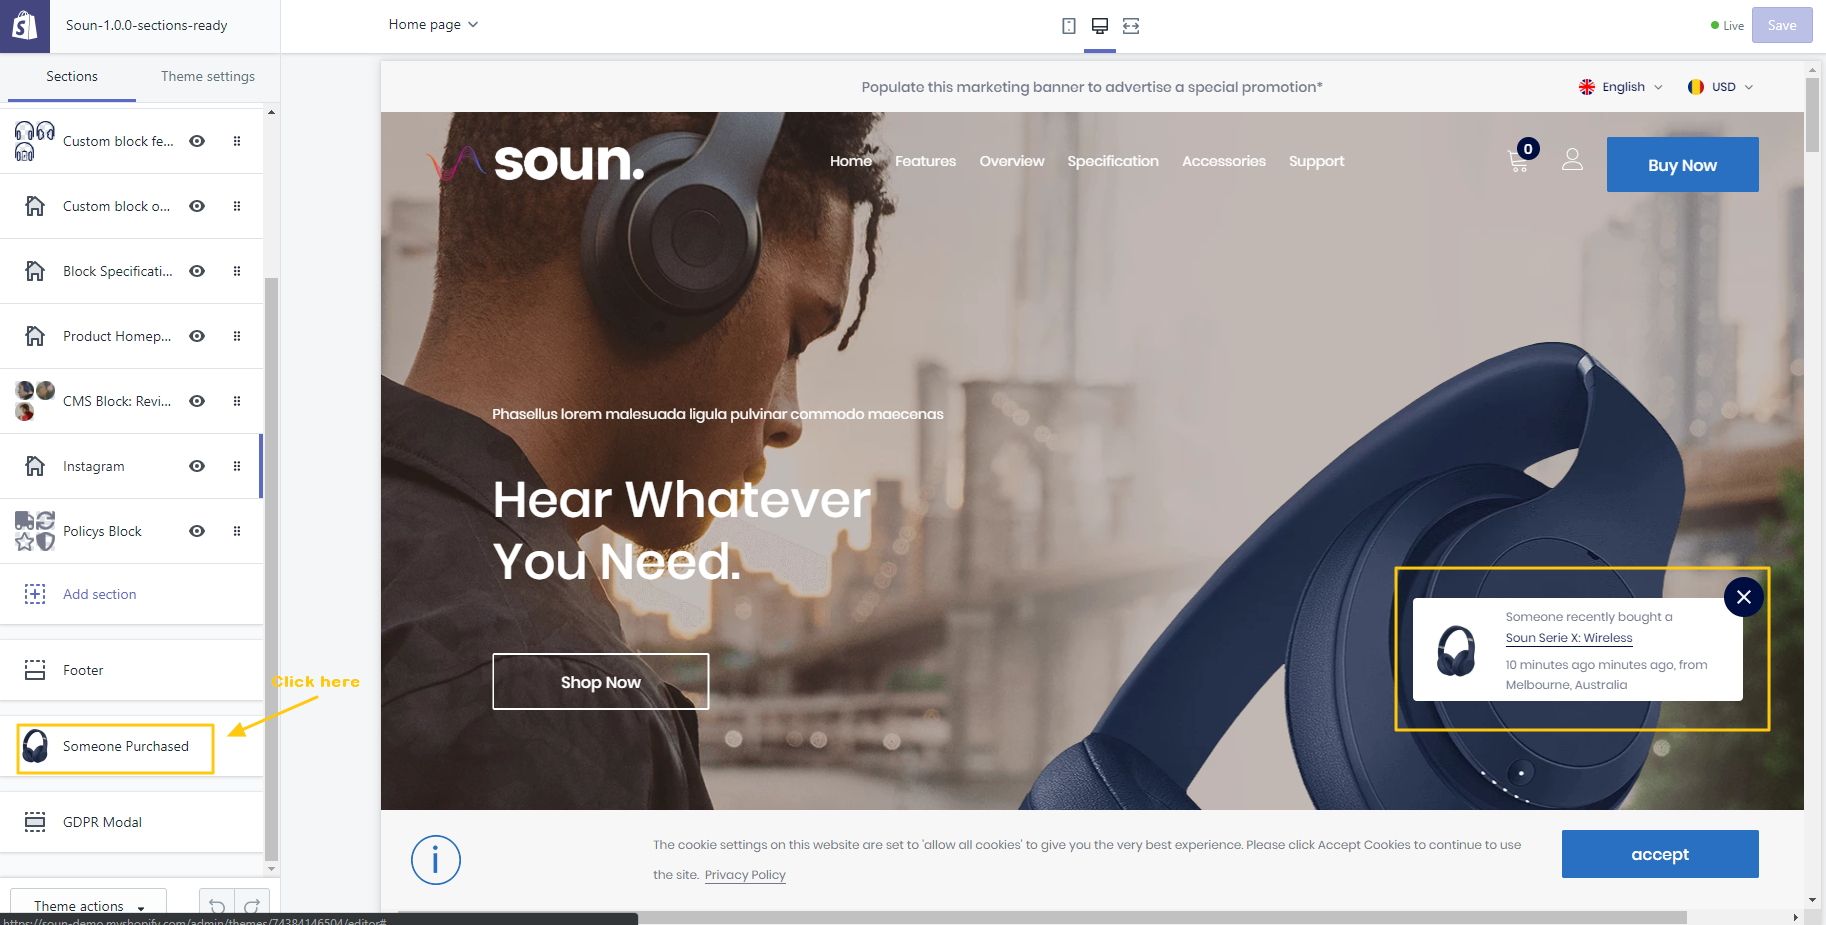 Soun-1.0.0-sections-ready
Home page
Live
Save
Sections
Theme settings
Custom block fe...
Custom block o...
Block Specificati...
Product Homep...
CMS Block: Revi...
Instagram
Policys Block
Add section
Footer
Click here
Someone Purchased
GDPR Modal
Theme actions
https://soun-demo.myshopify.com/admin/themes/74384146504/editor#
Populate this marketing banner to advertise a special promotion*
English
USD
soun.
Home
Features
Overview
Specification
Accessories
Support
0
Buy Now
Phasellus lorem malesuada ligula pulvinar commodo maecenas
Hear Whatever
You Need.
Shop Now
Someone recently bought a
Soun Serie X: Wireless
10 minutes ago minutes ago, from
Melbourne, Australia
The cookie settings on this website are set to 'allow all cookies' to give you the very best experience. Please click Accept Cookies to continue to use
the site. Privacy Policy
accept